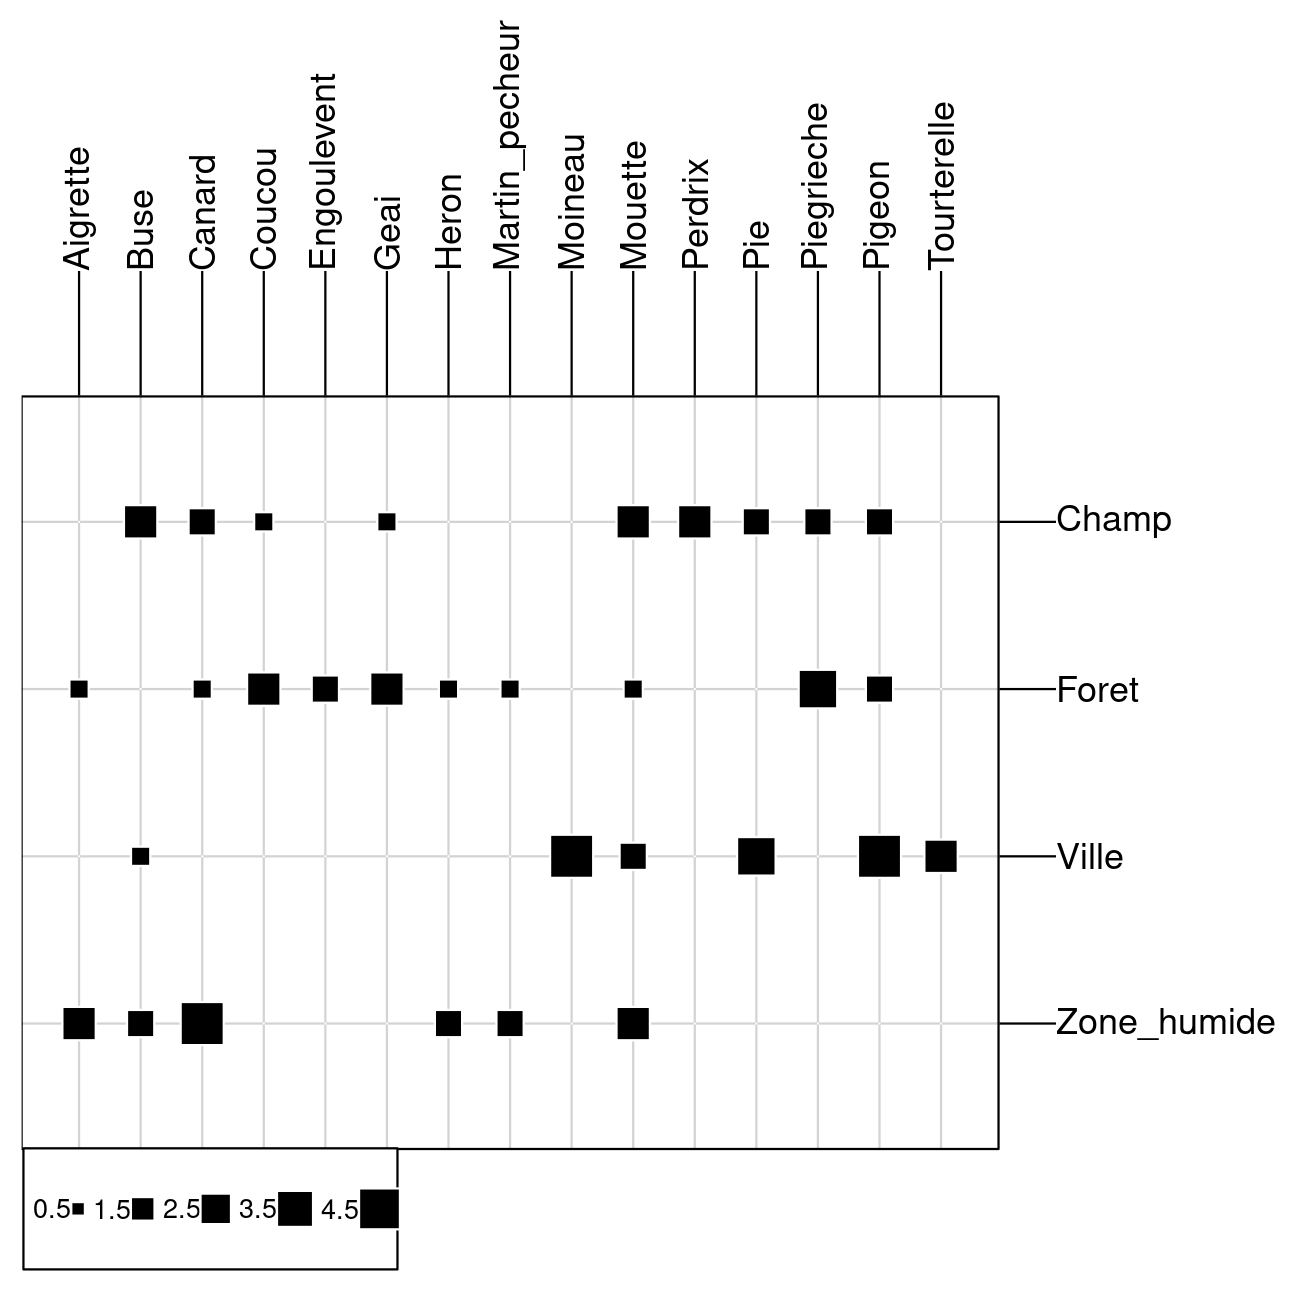 Aigrette
Buse
Canard
Coucou
Engoulevent
Geai
Heron
Martin_pecheur
Moineau
Mouette
Perdrix
Pie
Piegrieche
Pigeon
Tourterelle
Champ
Foret
Ville
Zone_humide
0.5 1.5 2.5 3.5 4.5